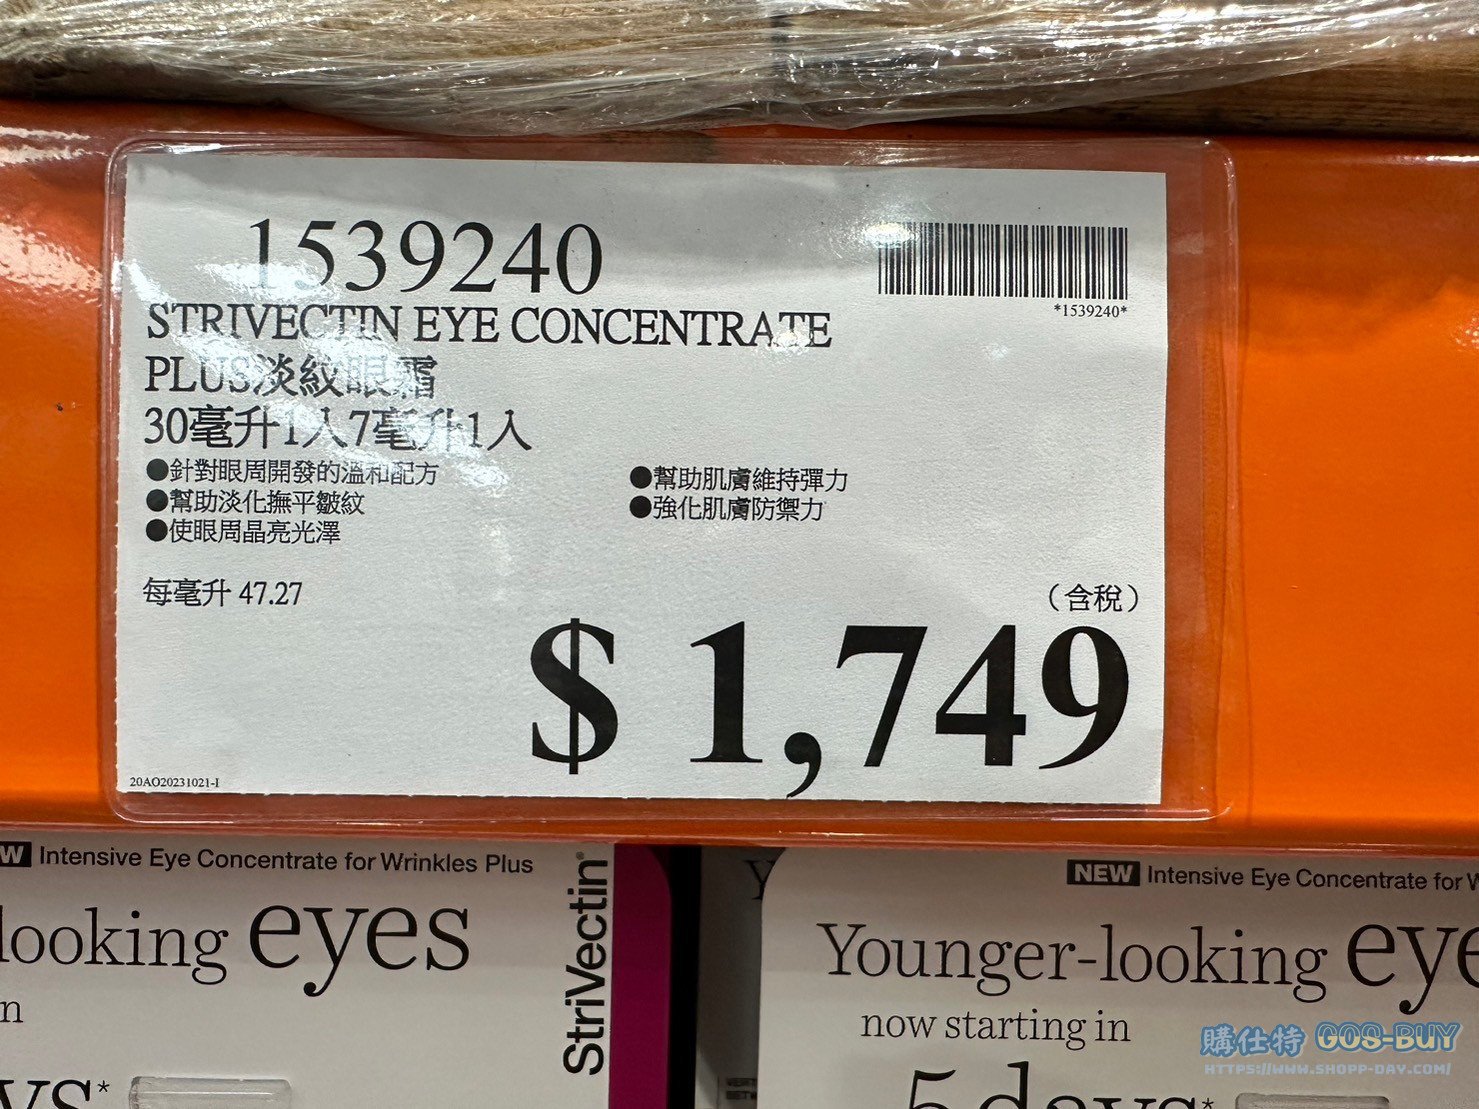 1539240
*1539240*
STRIVECTIN EYE CONCENTRATE
PLUS淡紋眼霜
30毫升1入7毫升1入
●針對眼周開發的溫和配方
●幫助淡化撫平皺紋
●使眼周晶亮光澤
●幫助肌膚維持彈力
●強化肌膚防禦力
每毫升 47.27
（含稅）
$ 1,749
20AO20231021-I
Intensive Eye Concentrate for Wrinkles Plus
looking eyes
StriVectin®
NEW Intensive Eye Concentrate for
Younger-looking
now starting in
5 days*
購仕特 GOS-BUY
HTTPS://WWW.SHOPP-DAY.COM/